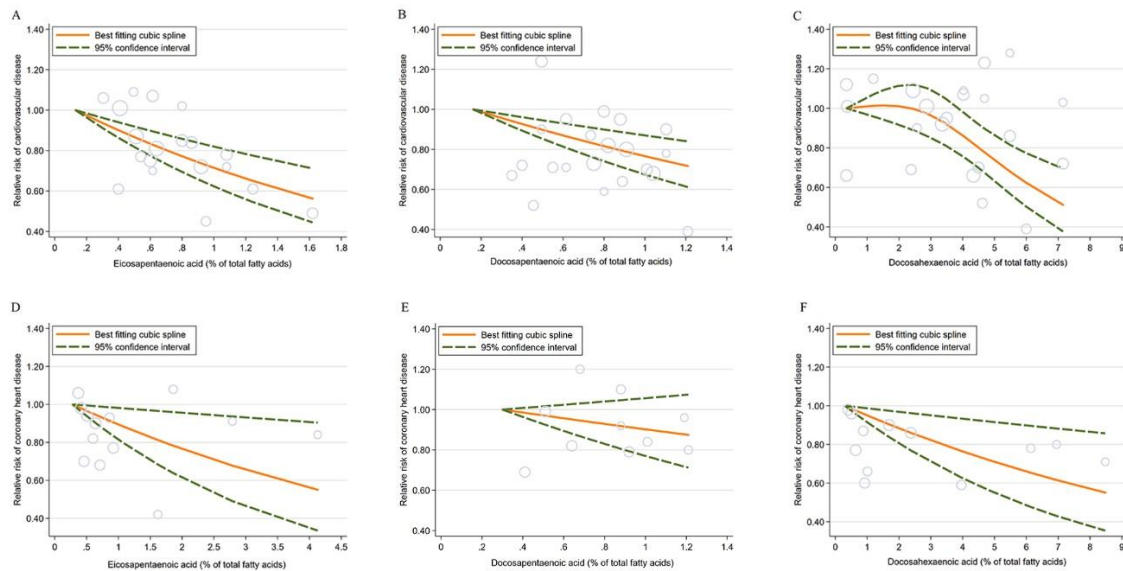 A
Best fitting cubic spline
95% confidence interval
Relative risk of cardiovascular disease
1.40
1.20
1.00
0.80
0.60
0.40
0 .2 .4 .6 .8 1 1.2 1.4 1.6 1.8
Eicosapentaenoic acid (% of total fatty acids)
B
Best fitting cubic spline
95% confidence interval
Relative risk of cardiovascular disease
1.40
1.20
1.00
0.80
0.60
0.40
0 .2 .4 .6 .8 1 1.2 1.4
Docosapentaenoic acid (% of total fatty acids)
C
Best fitting cubic spline
95% confidence interval
Relative risk of cardiovascular disease
1.40
1.20
1.00
0.80
0.60
0.40
0 1 2 3 4 5 6 7 8 9
Docosahexaenoic acid (% of total fatty acids)
D
Best fitting cubic spline
95% confidence interval
Relative risk of coronary heart disease
1.40
1.20
1.00
0.80
0.60
0.40
0 .5 1 1.5 2 2.5 3 3.5 4 4.5
Eicosapentaenoic acid (% of total fatty acids)
E
Best fitting cubic spline
95% confidence interval
Relative risk of coronary heart disease
1.40
1.20
1.00
0.80
0.60
0.40
0 .2 .4 .6 .8 1 1.2 1.4
Docosapentaenoic acid (% of total fatty acids)
F
Best fitting cubic spline
95% confidence interval
Relative risk of coronary heart disease
1.40
1.20
1.00
0.80
0.60
0.40
0 1 2 3 4 5 6 7 8 9
Docosahexaenoic acid (% of total fatty acids)